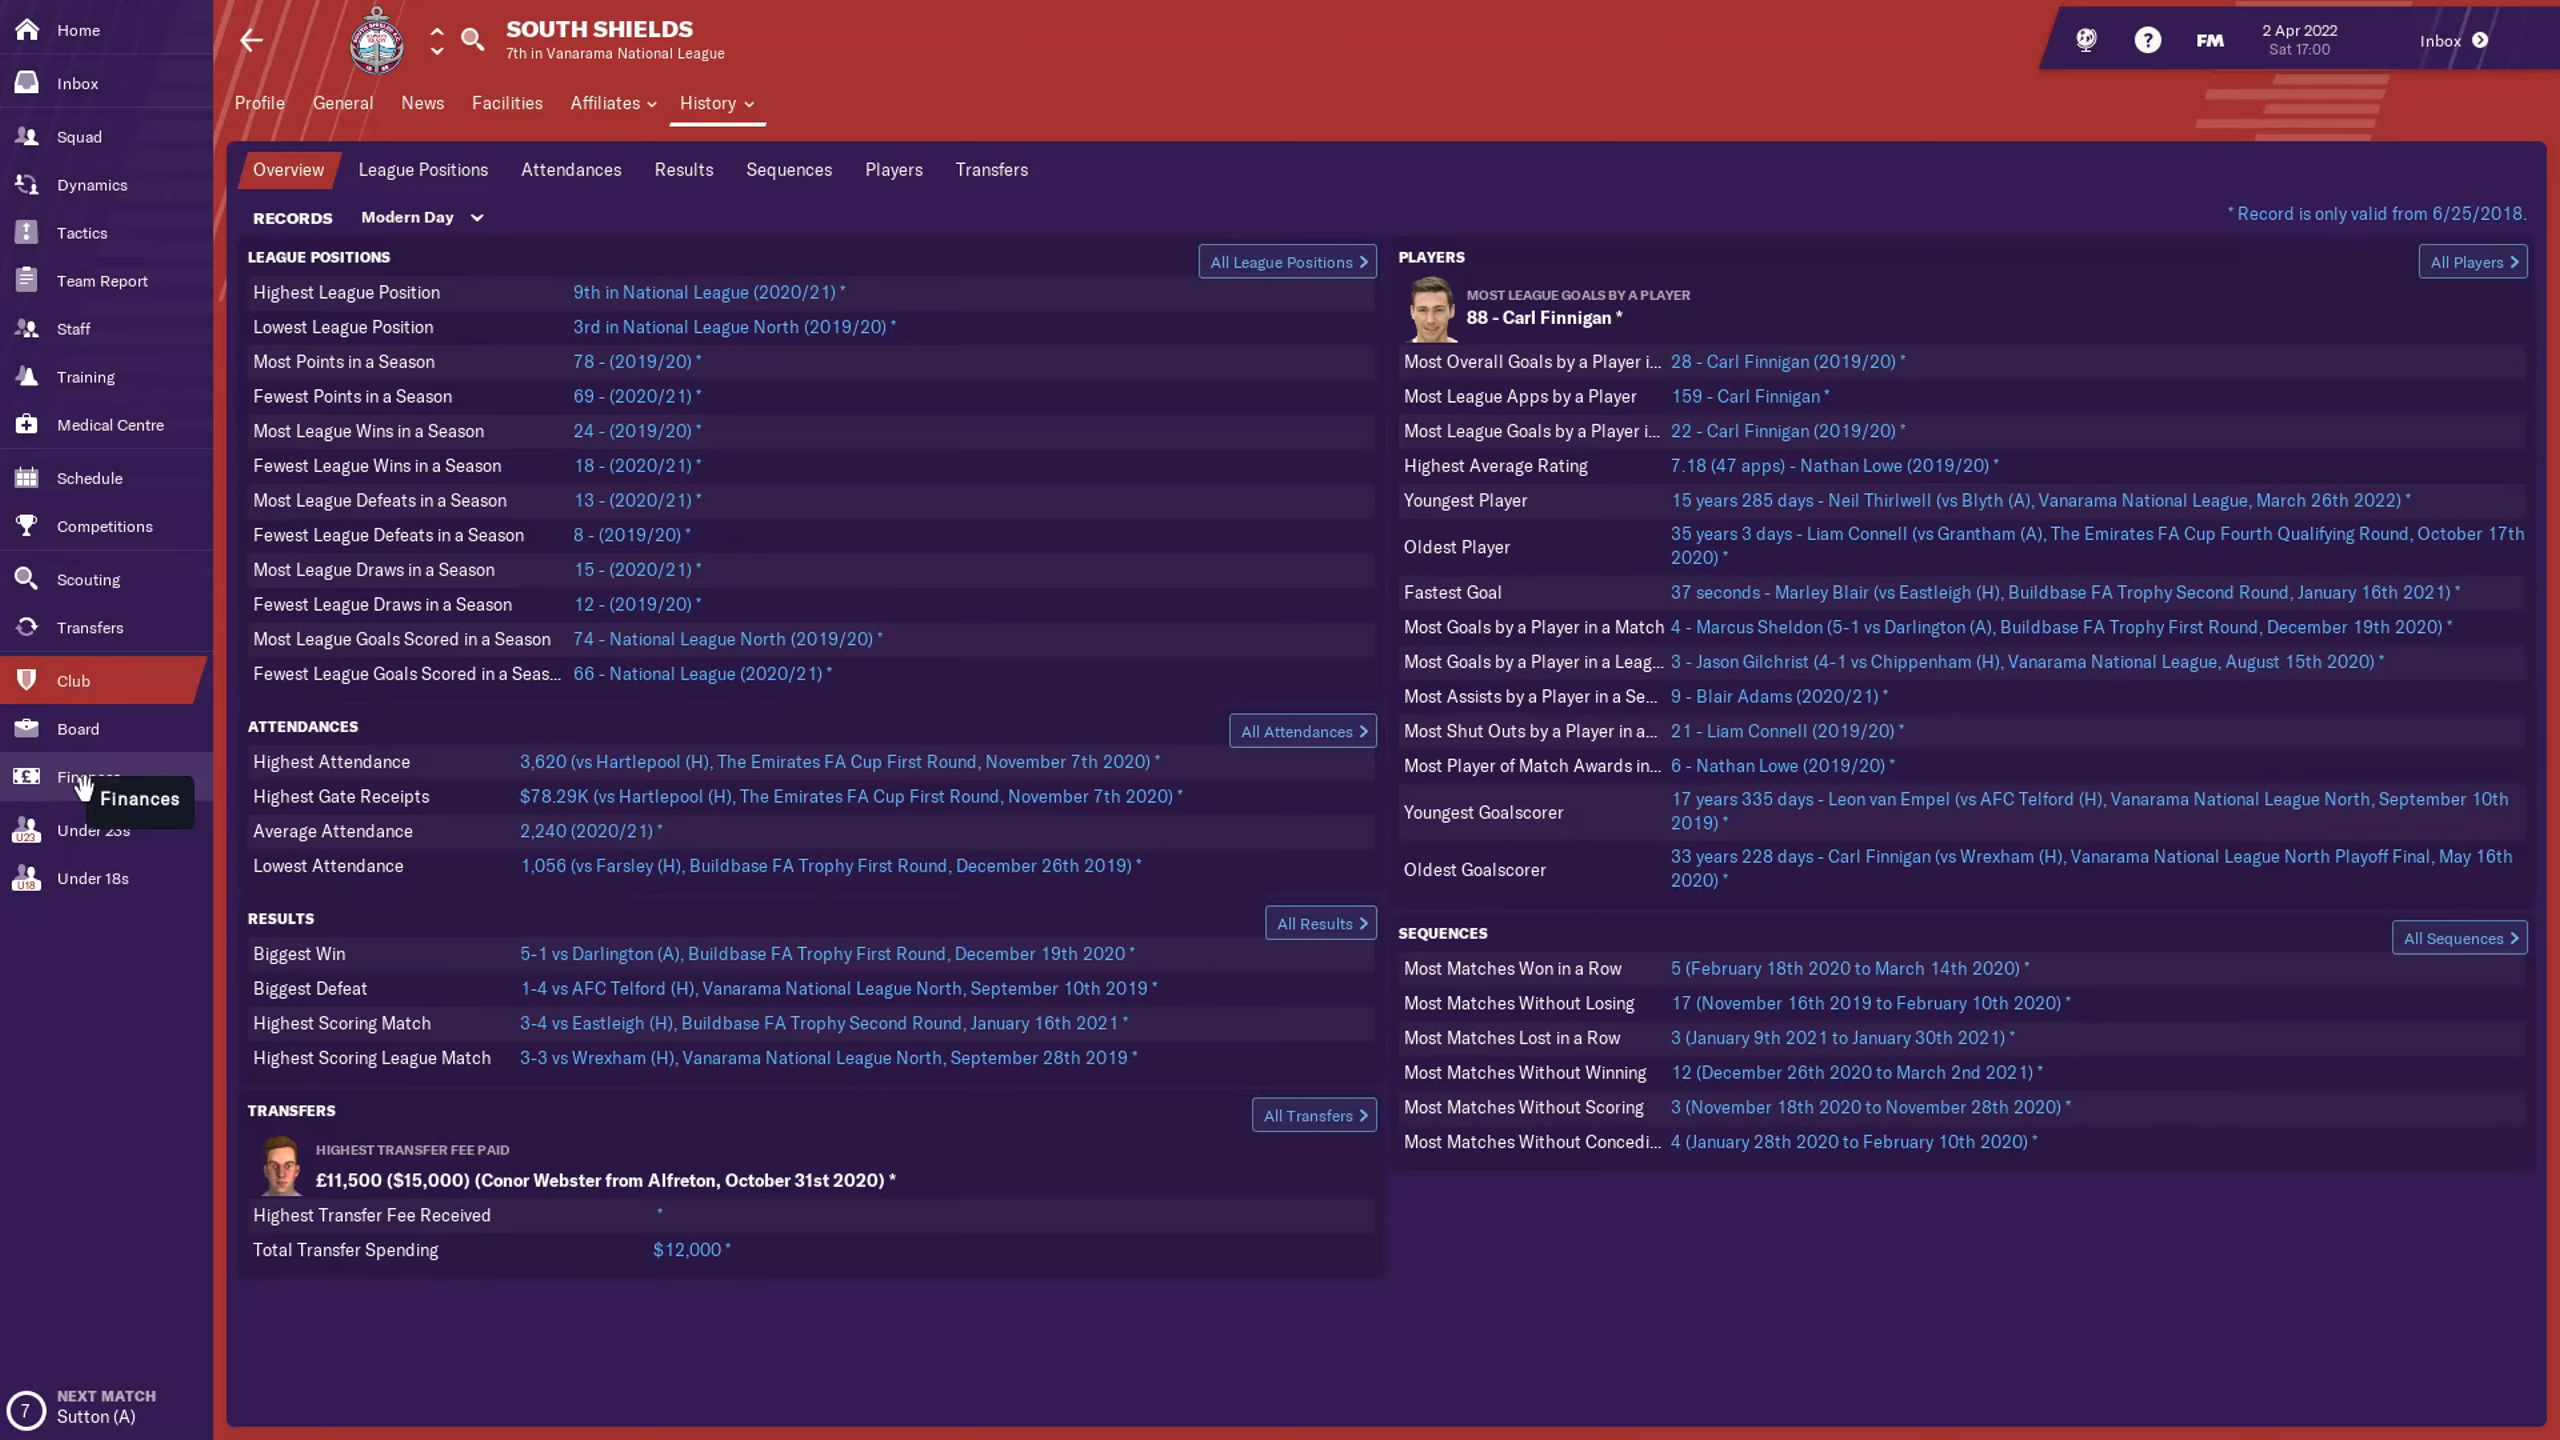 Home
Inbox
Squad
Dynamics
Tactics
Team Report
Staff
Training
Medical Centre
Schedule
Competitions
Scouting
Transfers
Club
Board
Finances
U23 Under 23s
U18 Under 18s
7 NEXT MATCH
Sutton (A)
SOUTH SHIELDS
7th in Vanarama National League
FM
2 Apr 2022
Sat 17:00
Inbox
Profile General News Facilities Affiliates History
Overview League Positions Attendances Results Sequences Players Transfers
RECORDS Modern Day
* Record is only valid from 6/25/2018.
LEAGUE POSITIONS All League Positions
Highest League Position 9th in National League (2020/21) *
Lowest League Position 3rd in National League North (2019/20) *
Most Points in a Season 78 - (2019/20) *
Fewest Points in a Season 69 - (2020/21) *
Most League Wins in a Season 24 - (2019/20) *
Fewest League Wins in a Season 18 - (2020/21) *
Most League Defeats in a Season 13 - (2020/21) *
Fewest League Defeats in a Season 8 - (2019/20) *
Most League Draws in a Season 15 - (2020/21) *
Fewest League Draws in a Season 12 - (2019/20) *
Most League Goals Scored in a Season 74 - National League North (2019/20) *
Fewest League Goals Scored in a Seas... 66 - National League (2020/21) *
ATTENDANCES All Attendances
Highest Attendance 3,620 (vs Hartlepool (H), The Emirates FA Cup First Round, November 7th 2020) *
Highest Gate Receipts $78.29K (vs Hartlepool (H), The Emirates FA Cup First Round, November 7th 2020) *
Average Attendance 2,240 (2020/21) *
Lowest Attendance 1,056 (vs Farsley (H), Buildbase FA Trophy First Round, December 26th 2019) *
RESULTS All Results
Biggest Win 5-1 vs Darlington (A), Buildbase FA Trophy First Round, December 19th 2020 *
Biggest Defeat 1-4 vs AFC Telford (H), Vanarama National League North, September 10th 2019 *
Highest Scoring Match 3-4 vs Eastleigh (H), Buildbase FA Trophy Second Round, January 16th 2021 *
Highest Scoring League Match 3-3 vs Wrexham (H), Vanarama National League North, September 28th 2019 *
TRANSFERS All Transfers
HIGHEST TRANSFER FEE PAID
£11,500 ($15,000) (Conor Webster from Alfreton, October 31st 2020) *
Highest Transfer Fee Received *
Total Transfer Spending $12,000 *
PLAYERS All Players
MOST LEAGUE GOALS BY A PLAYER
88 - Carl Finnigan *
Most Overall Goals by a Player i... 28 - Carl Finnigan (2019/20) *
Most League Apps by a Player 159 - Carl Finnigan *
Most League Goals by a Player i... 22 - Carl Finnigan (2019/20) *
Highest Average Rating 7.18 (47 apps) - Nathan Lowe (2019/20) *
Youngest Player 15 years 285 days - Neil Thirlwell (vs Blyth (A), Vanarama National League, March 26th 2022) *
Oldest Player 35 years 3 days - Liam Connell (vs Grantham (A), The Emirates FA Cup Fourth Qualifying Round, October 17th
2020) *
Fastest Goal 37 seconds - Marley Blair (vs Eastleigh (H), Buildbase FA Trophy Second Round, January 16th 2021) *
Most Goals by a Player in a Match 4 - Marcus Sheldon (5-1 vs Darlington (A), Buildbase FA Trophy First Round, December 19th 2020) *
Most Goals by a Player in a Leag... 3 - Jason Gilchrist (4-1 vs Chippenham (H), Vanarama National League, August 15th 2020) *
Most Assists by a Player in a Se... 9 - Blair Adams (2020/21) *
Most Shut Outs by a Player in a... 21 - Liam Connell (2019/20) *
Most Player of Match Awards in... 6 - Nathan Lowe (2019/20) *
Youngest Goalscorer 17 years 335 days - Leon van Empel (vs AFC Telford (H), Vanarama National League North, September 10th
2019) *
Oldest Goalscorer 33 years 228 days - Carl Finnigan (vs Wrexham (H), Vanarama National League North Playoff Final, May 16th
2020) *
SEQUENCES All Sequences
Most Matches Won in a Row 5 (February 18th 2020 to March 14th 2020) *
Most Matches Without Losing 17 (November 16th 2019 to February 10th 2020) *
Most Matches Lost in a Row 3 (January 9th 2021 to January 30th 2021) *
Most Matches Without Winning 12 (December 26th 2020 to March 2nd 2021) *
Most Matches Without Scoring 3 (November 18th 2020 to November 28th 2020) *
Most Matches Without Concedi... 4 (January 28th 2020 to February 10th 2020) *